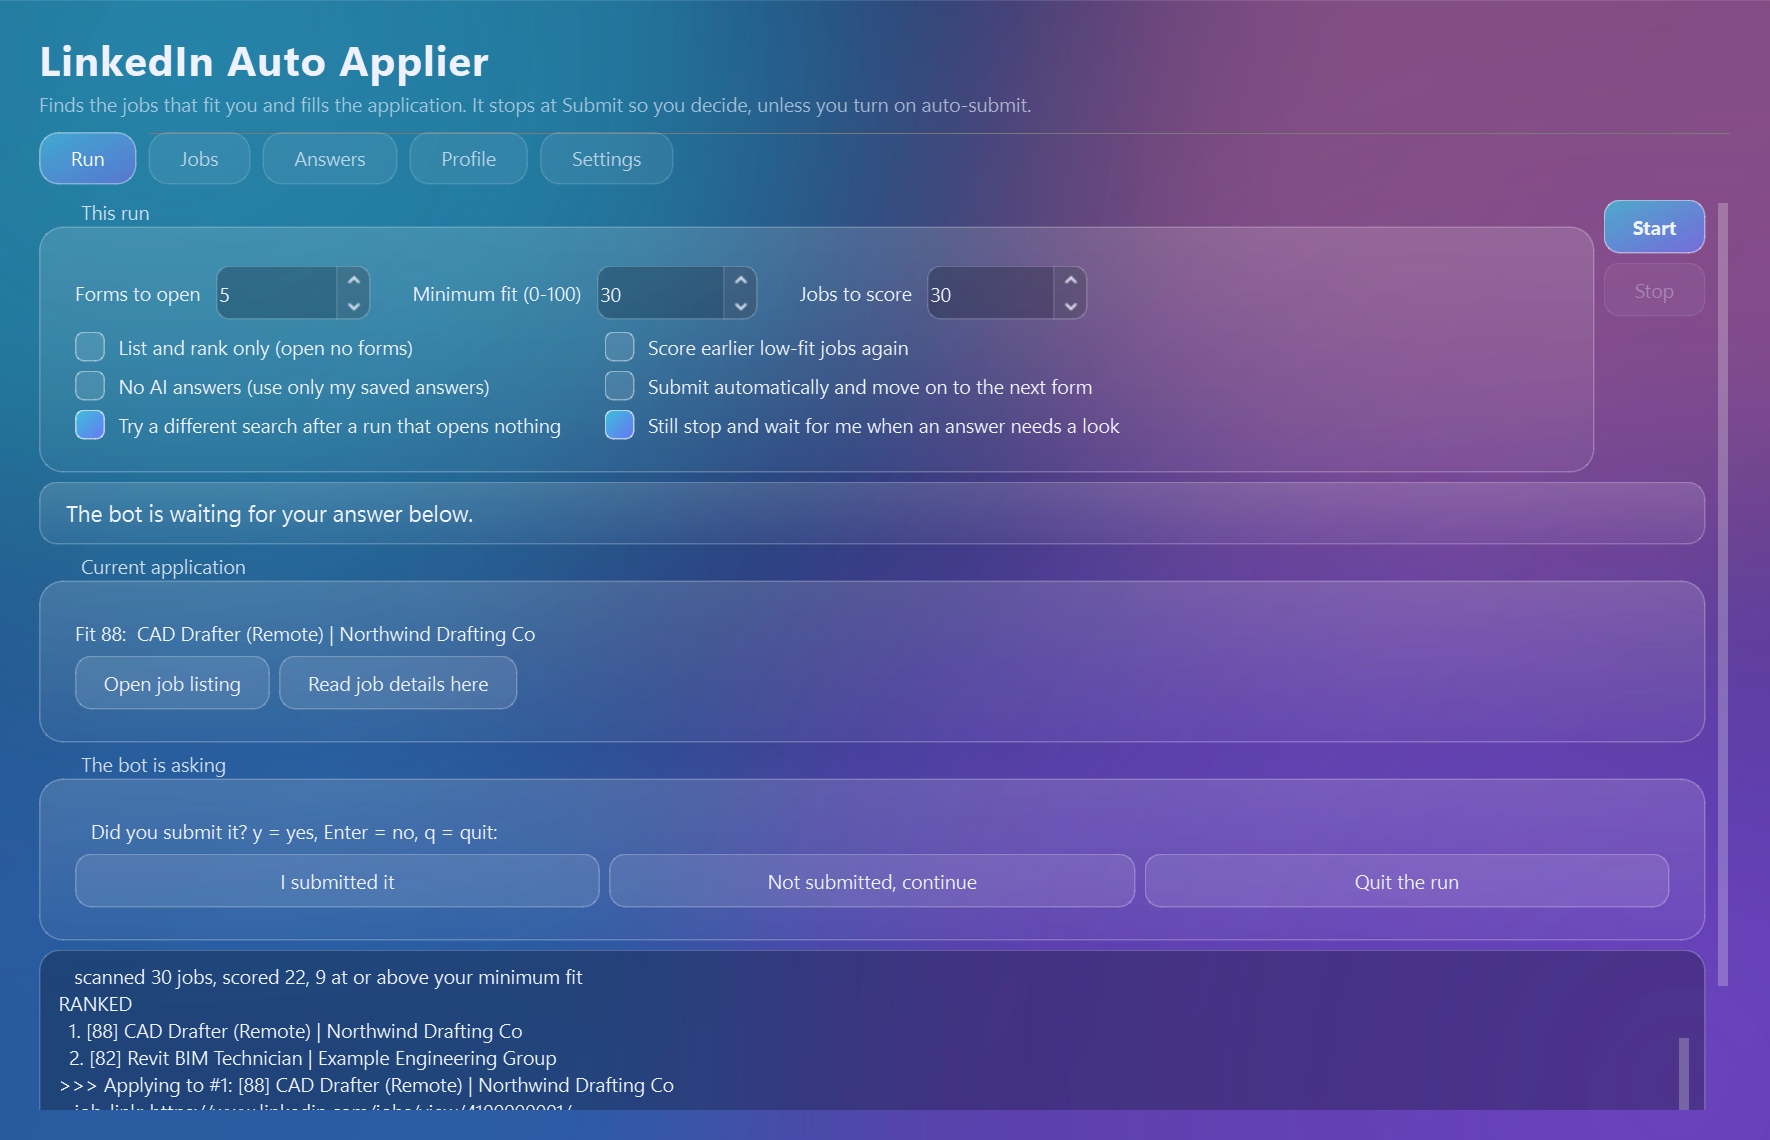 LinkedIn Auto Applier
Finds the jobs that fit you and fills the application. It stops at Submit so you decide, unless you turn on auto-submit.
Run Jobs Answers Profile Settings
This run
Start
Stop
Forms to open 5 Minimum fit (0-100) 30 Jobs to score 30
List and rank only (open no forms) Score earlier low-fit jobs again
No AI answers (use only my saved answers) Submit automatically and move on to the next form
Try a different search after a run that opens nothing Still stop and wait for me when an answer needs a look
The bot is waiting for your answer below.
Current application
Fit 88: CAD Drafter (Remote) | Northwind Drafting Co
Open job listing Read job details here
The bot is asking
Did you submit it? y = yes, Enter = no, q = quit:
I submitted it Not submitted, continue Quit the run
scanned 30 jobs, scored 22, 9 at or above your minimum fit
RANKED
1. [88] CAD Drafter (Remote) | Northwind Drafting Co
2. [82] Revit BIM Technician | Example Engineering Group
>>> Applying to #1: [88] CAD Drafter (Remote) | Northwind Drafting Co
job link: https://www.linkedin.com/jobs/view/